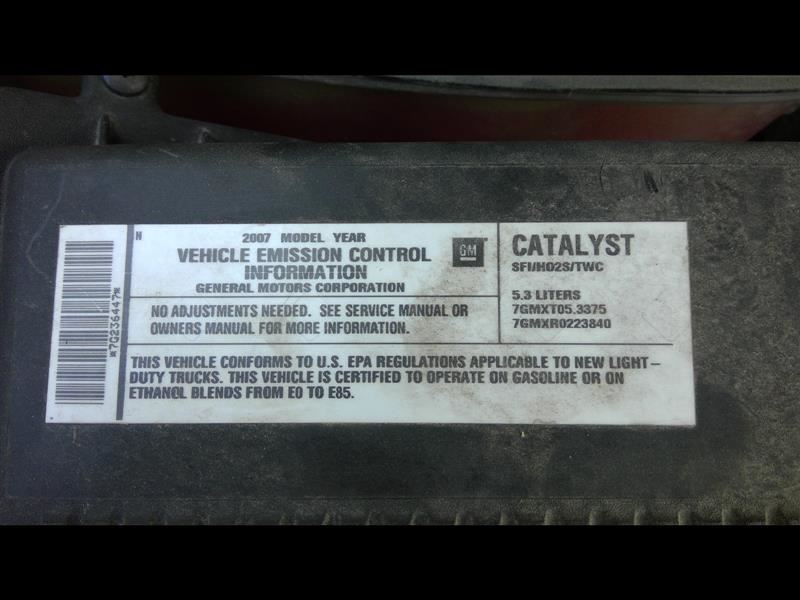 *7G236447*
N
2007 MODEL YEAR
VEHICLE EMISSION CONTROL
INFORMATION
GENERAL MOTORS CORPORATION
GM
NO ADJUSTMENTS NEEDED. SEE SERVICE MANUAL OR
OWNERS MANUAL FOR MORE INFORMATION.
CATALYST
SFI/HO2S/TWC
5.3 LITERS
7GMXT05.3375
7GMXR0223840
THIS VEHICLE CONFORMS TO U.S. EPA REGULATIONS APPLICABLE TO NEW LIGHT-
DUTY TRUCKS. THIS VEHICLE IS CERTIFIED TO OPERATE ON GASOLINE OR ON
ETHANOL BLENDS FROM E0 TO E85.